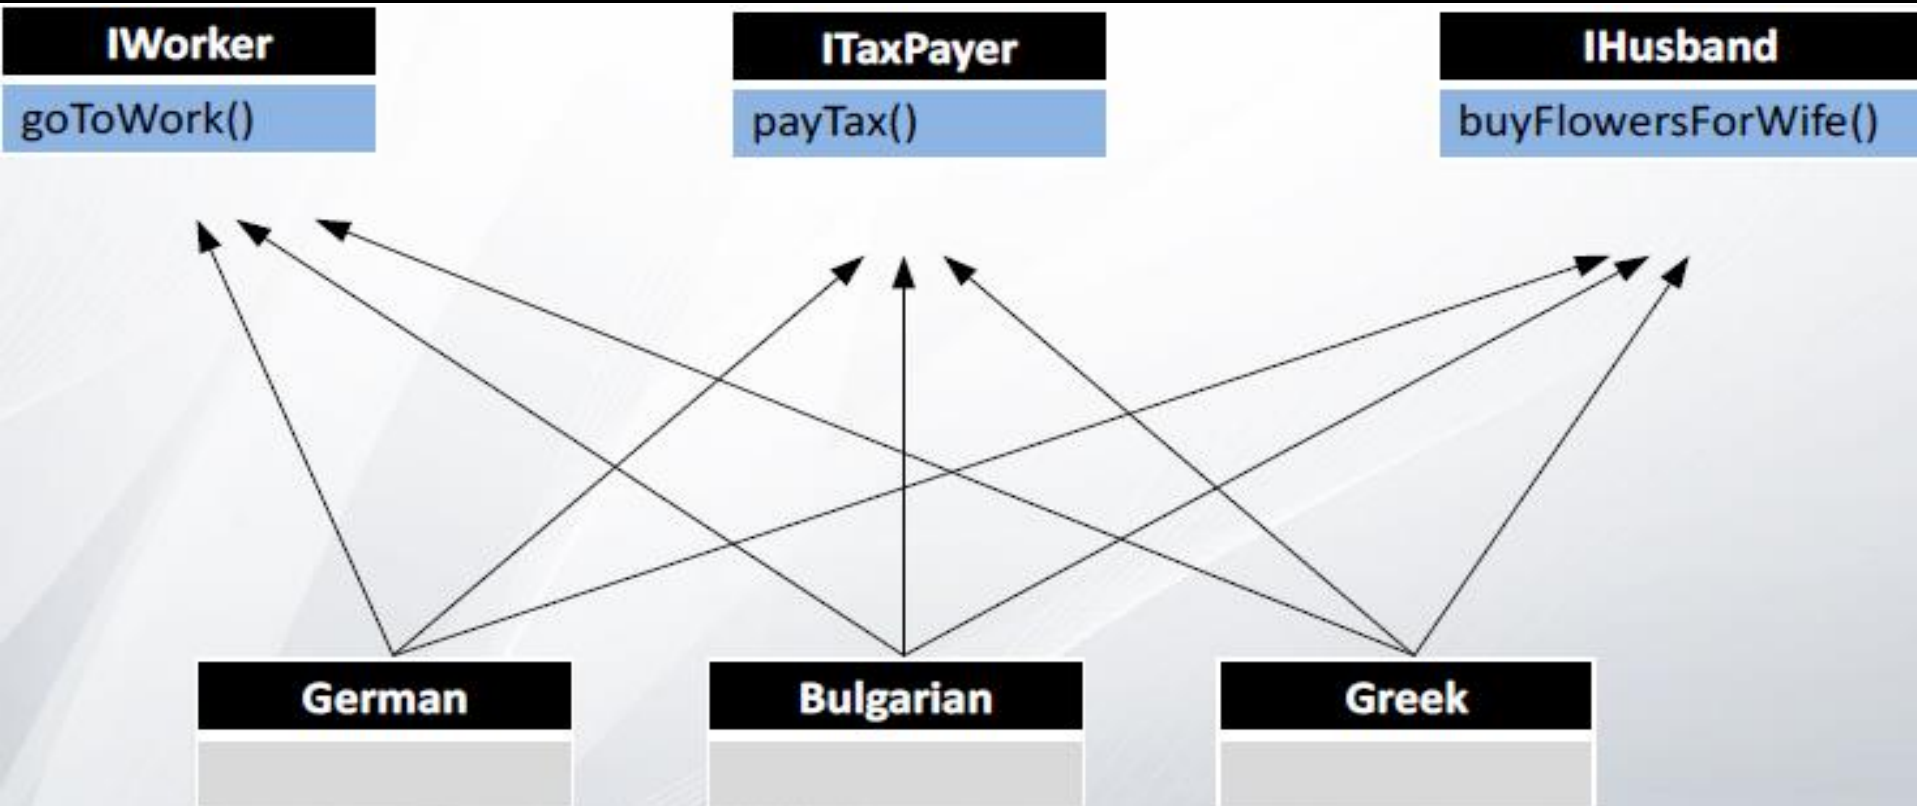 IWorker
goToWork()
ITaxPayer
payTax()
IHusband
buyFlowersForWife()
German
Bulgarian
Greek